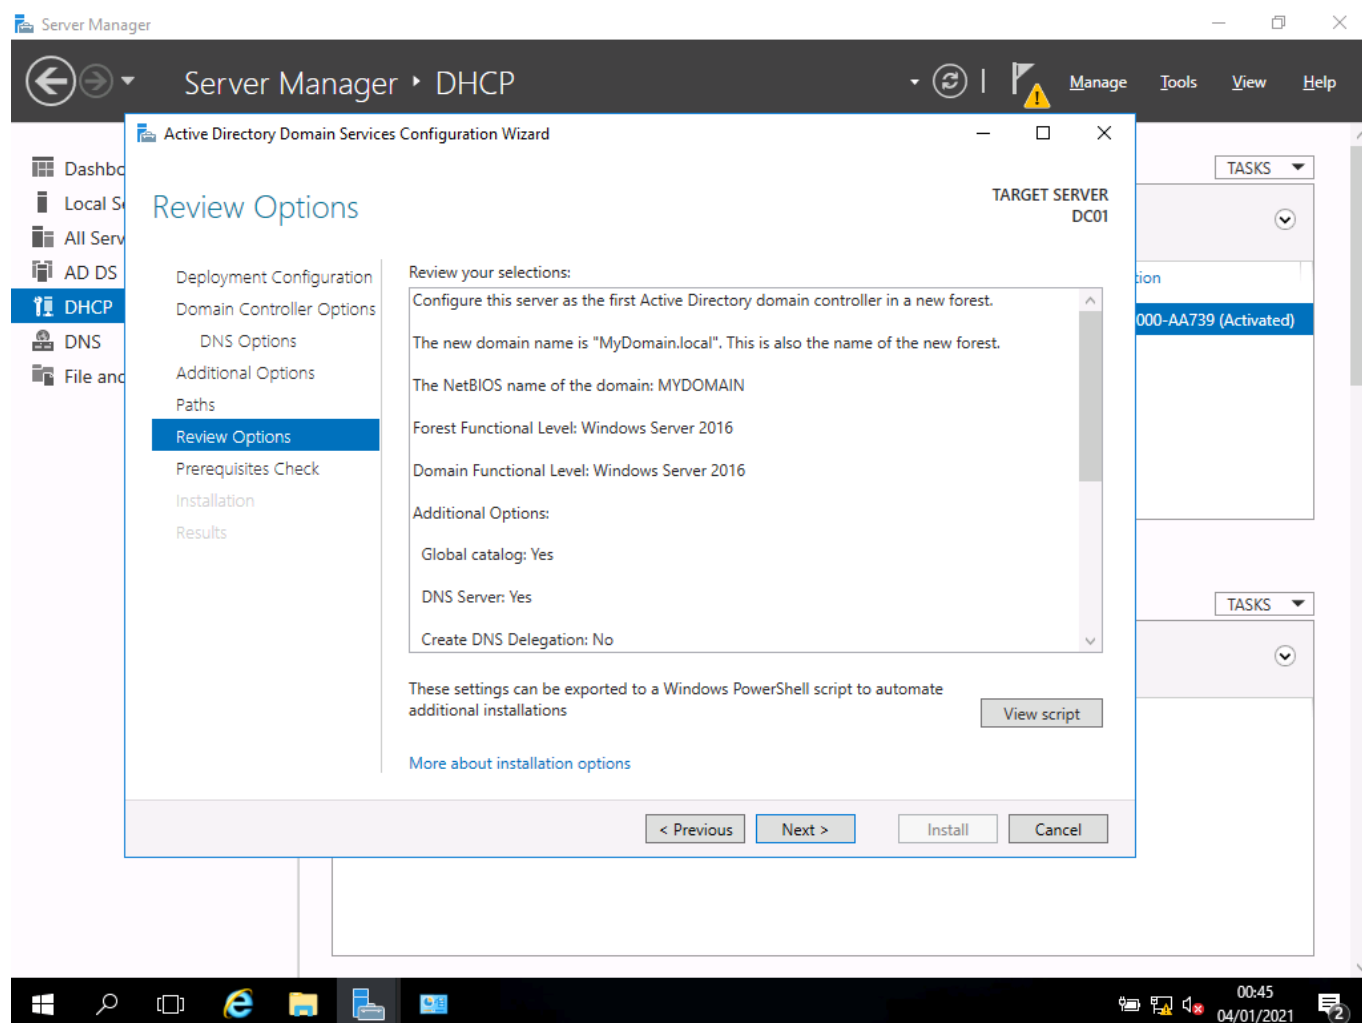 Server Manager
Server Manager ‣ DHCP
Manage Tools View Help
Active Directory Domain Services Configuration Wizard
Dashbo
Local Se
All Serv
AD DS
DHCP
DNS
File and
TASKS
Review Options
TARGET SERVER
DC01
Deployment Configuration
Domain Controller Options
DNS Options
Additional Options
Paths
Review Options
Prerequisites Check
Installation
Results
Review your selections:
Configure this server as the first Active Directory domain controller in a new forest.
The new domain name is "MyDomain.local". This is also the name of the new forest.
The NetBIOS name of the domain: MYDOMAIN
Forest Functional Level: Windows Server 2016
Domain Functional Level: Windows Server 2016
Additional Options:
Global catalog: Yes
DNS Server: Yes
Create DNS Delegation: No
These settings can be exported to a Windows PowerShell script to automate
additional installations
View script
More about installation options
< Previous
Next >
Install
Cancel
tion
000-AA739 (Activated)
TASKS
00:45
04/01/2021
2